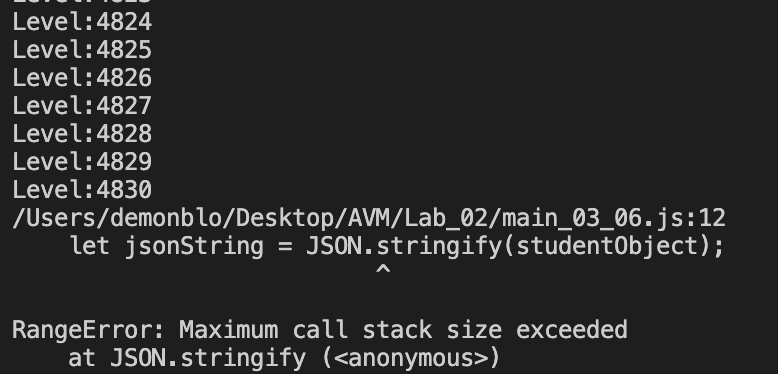 Level:4824
Level:4825
Level:4826
Level:4827
Level:4828
Level:4829
Level:4830
/Users/demonblo/Desktop/AVM/Lab_02/main_03_06.js:12
    let jsonString = JSON.stringify(studentObject);
                              ^
RangeError: Maximum call stack size exceeded
    at JSON.stringify (<anonymous>)